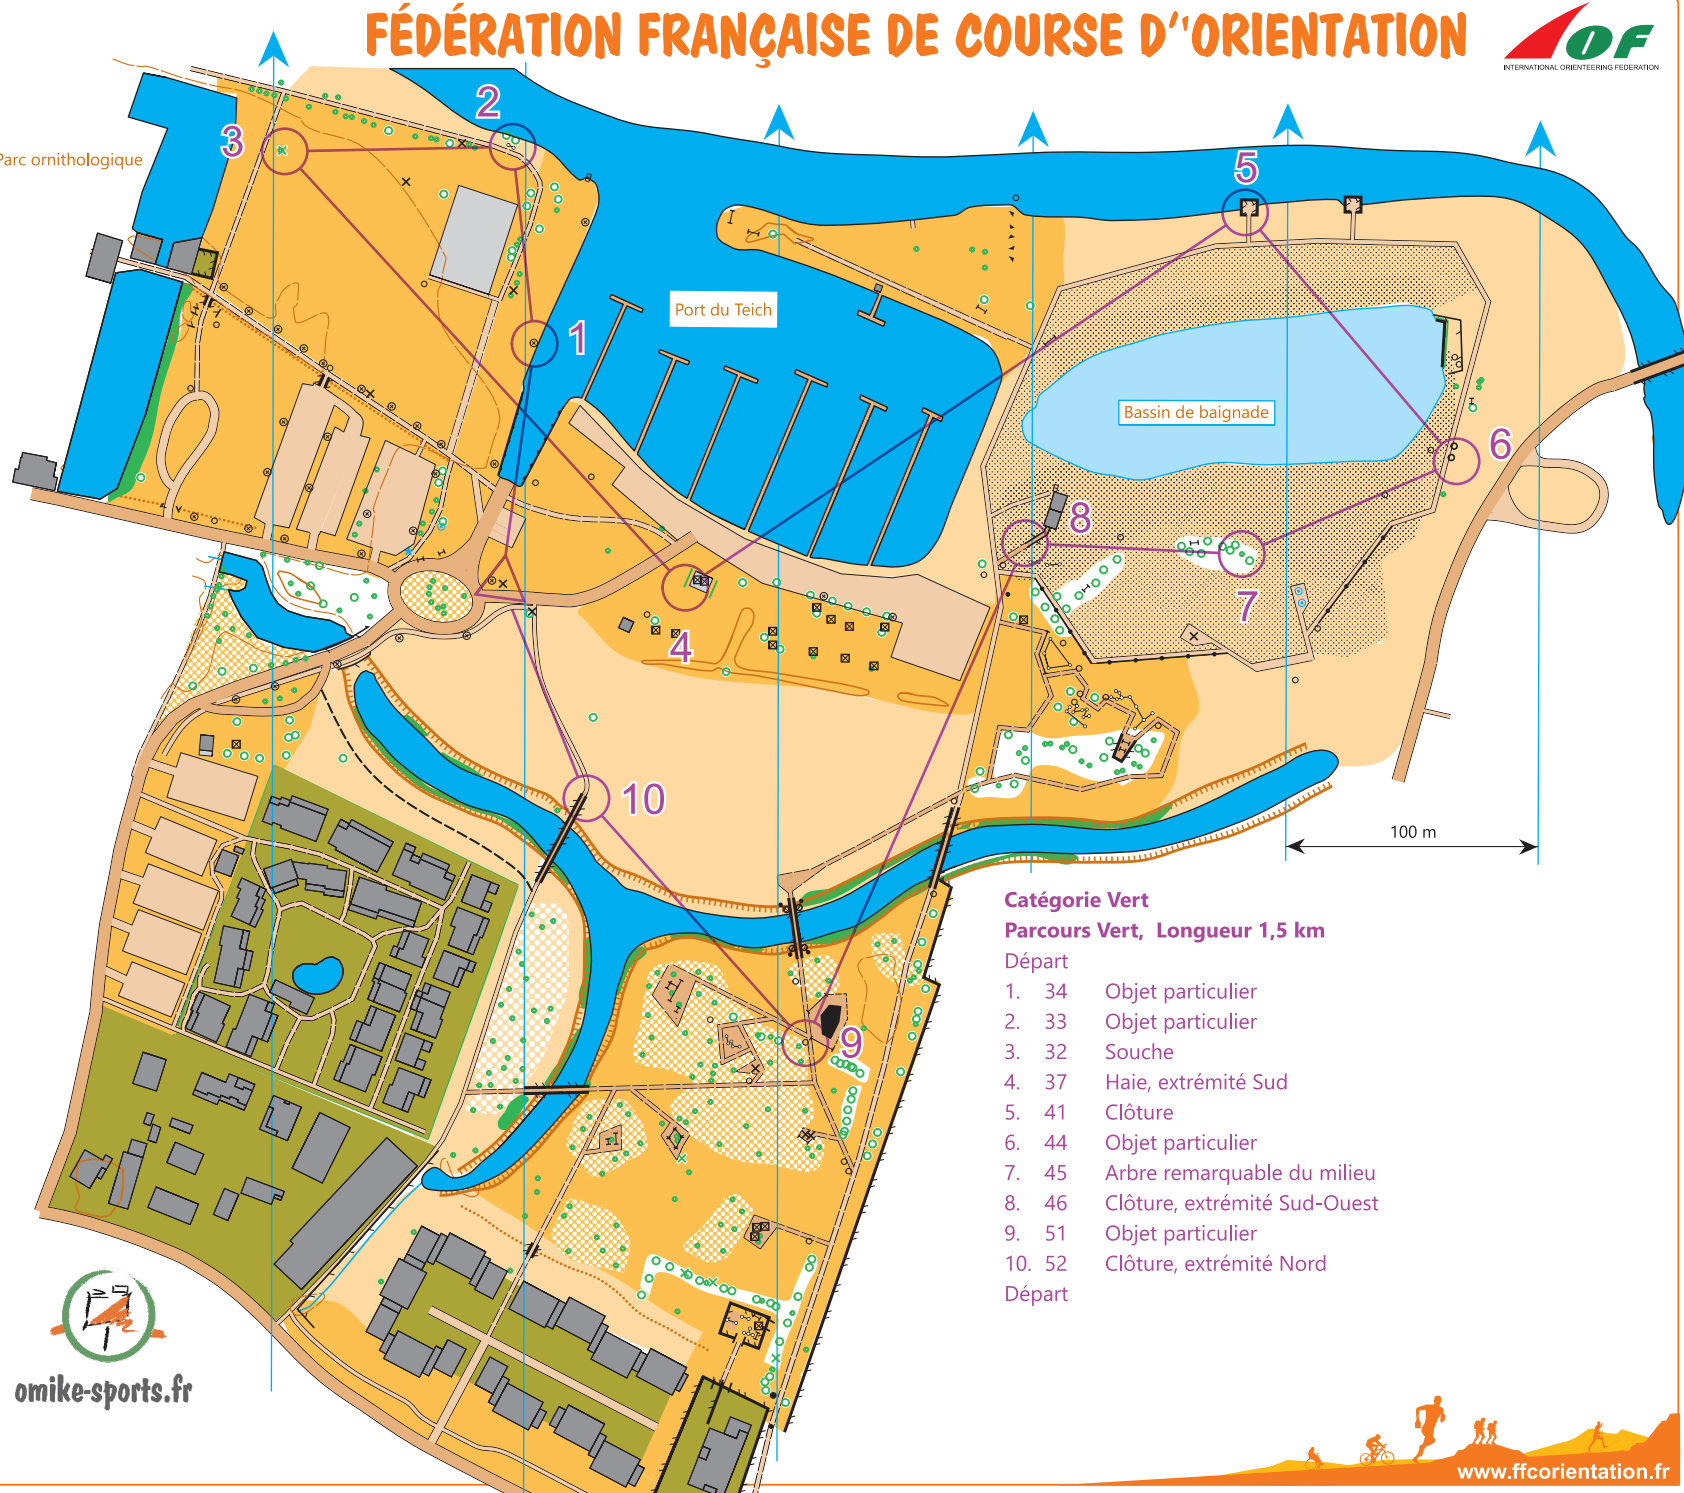 FÉDÉRATION FRANÇAISE DE COURSE D''ORIENTATION
IOF
INTERNATIONAL ORIENTEERING FEDERATION
Parc ornithologique
2
3
5
Port du Teich
1
Bassin de baignade
6
8
7
4
10
100 m
9
Catégorie Vert
Parcours Vert, Longueur 1,5 km
Départ
1. 34 Objet particulier
2. 33 Objet particulier
3. 32 Souche
4. 37 Haie, extrémité Sud
5. 41 Clôture
6. 44 Objet particulier
7. 45 Arbre remarquable du milieu
8. 46 Clôture, extrémité Sud-Ouest
9. 51 Objet particulier
10. 52 Clôture, extrémité Nord
Départ
omike-sports.fr
www.ffcorientation.fr